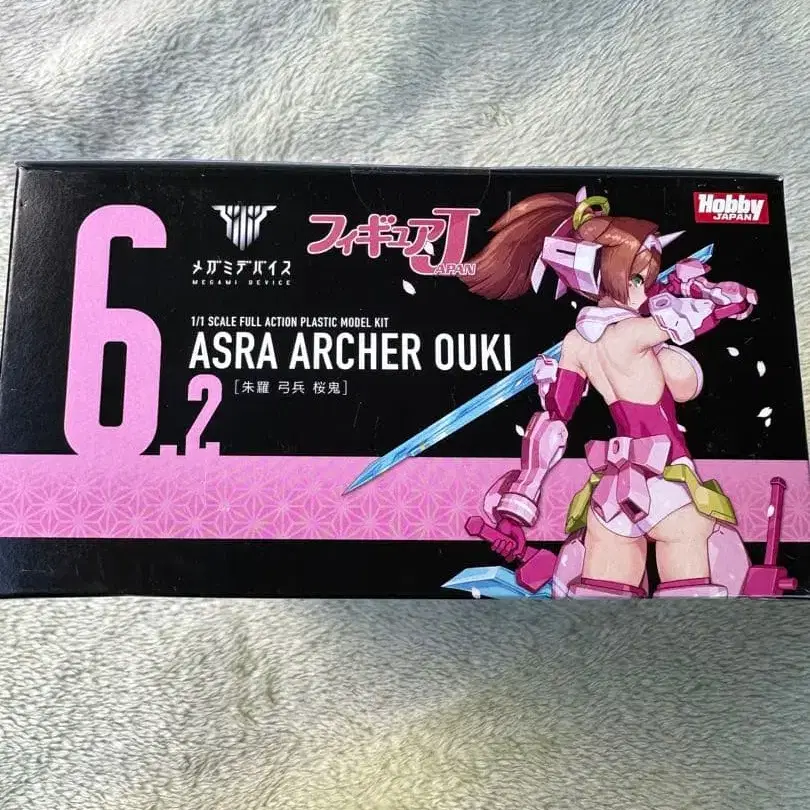 6.2
メガミデバイス
MEGAMI DEVICE
フィギュアJAPAN
Hobby
JAPAN
1/1 SCALE FULL ACTION PLASTIC MODEL KIT
ASRA ARCHER OUKI
[朱羅 弓兵 桜鬼]